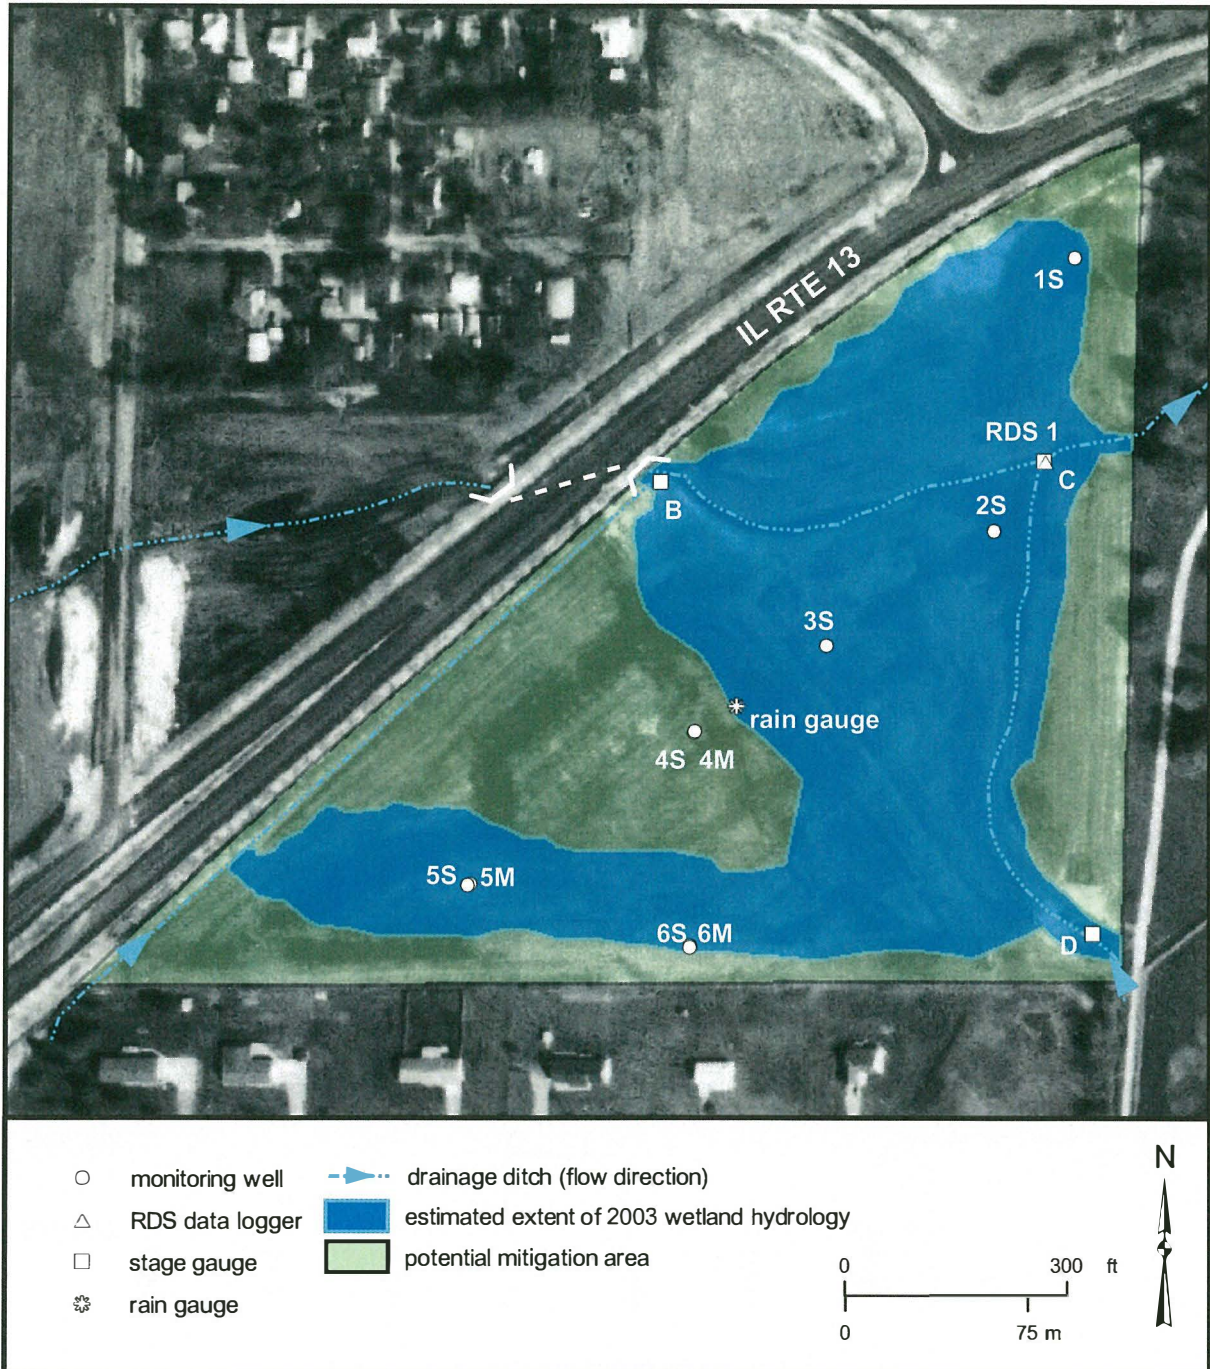 IL RTE 13
1S
RDS 1
C
2S
B
3S
rain gauge
4S 4M
5S 5M
6S 6M
D
monitoring well
RDS data logger
stage gauge
rain gauge
drainage ditch (flow direction)
estimated extent of 2003 wetland hydrology
potential mitigation area
N
0 300 ft
0 75 m